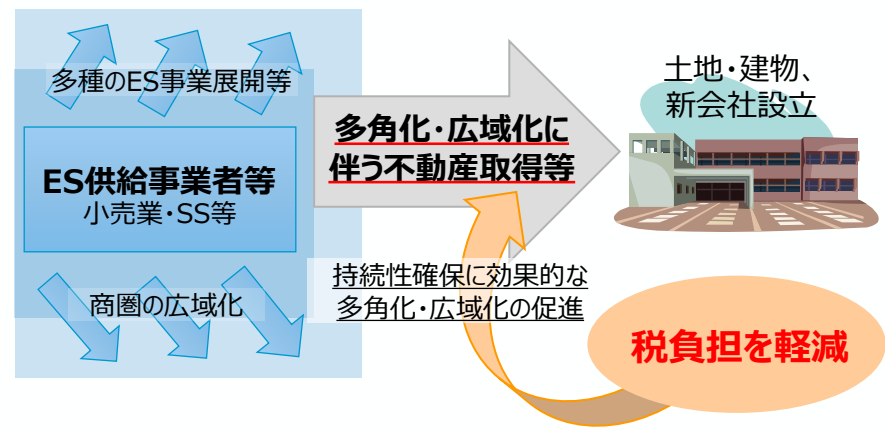 多種のES事業展開等
ES供給事業者等
小売業・SS等
商圏の広域化
多角化・広域化に
伴う不動産取得等
土地・建物、
新会社設立
持続性確保に効果的な
多角化・広域化の促進
税負担を軽減